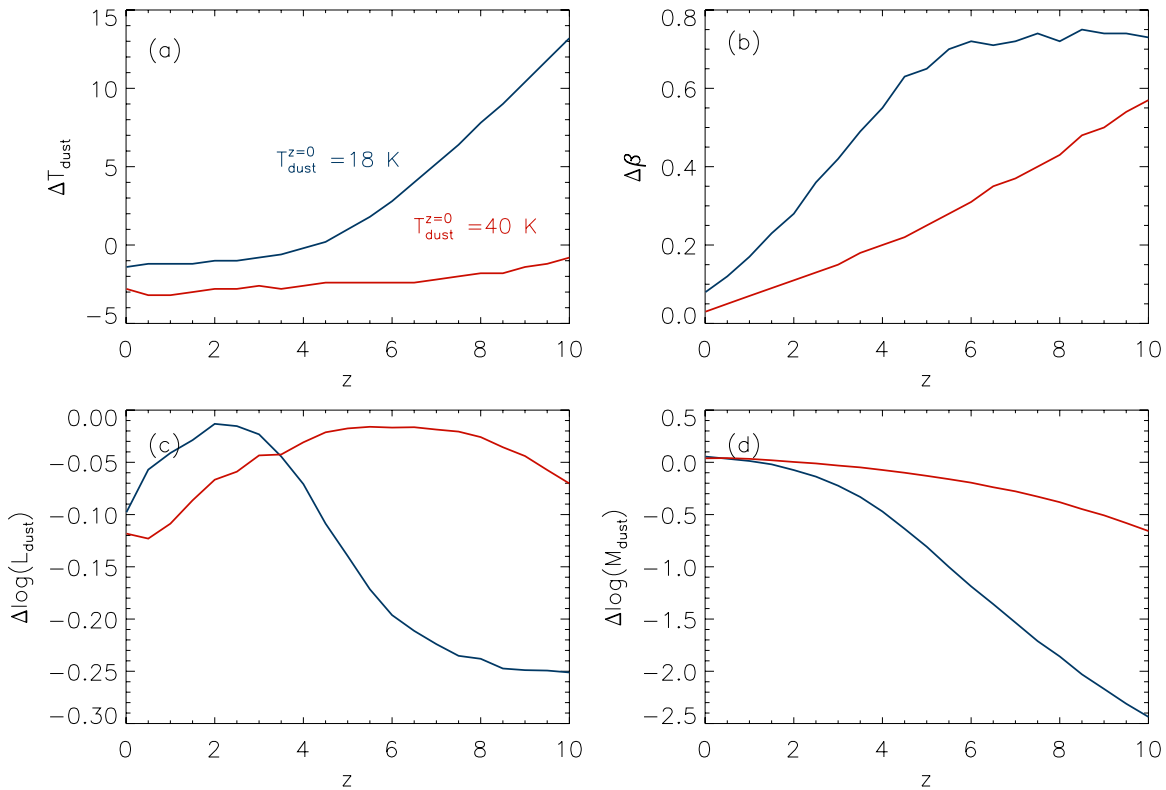 15
10
5
0
−5
ΔT_dust
(a)
T_dust^z=0 =18 K
T_dust^z=0 =40 K
0 2 4 6 8 10
z
0.8
0.6
0.4
0.2
0.0
Δβ
(b)
0 2 4 6 8 10
z
0.00
−0.05
−0.10
−0.15
−0.20
−0.25
−0.30
Δlog(L_dust)
(c)
0 2 4 6 8 10
z
0.5
0.0
−0.5
−1.0
−1.5
−2.0
−2.5
Δlog(M_dust)
(d)
0 2 4 6 8 10
z